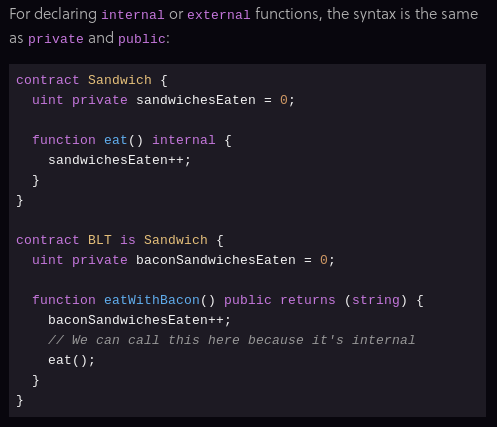 For declaring internal or external functions, the syntax is the same
as private and public:
contract Sandwich {
  uint private sandwichesEaten = 0;

  function eat() internal {
    sandwichesEaten++;
  }
}

contract BLT is Sandwich {
  uint private baconSandwichesEaten = 0;

  function eatWithBacon() public returns (string) {
    baconSandwichesEaten++;
    // We can call this here because it's internal
    eat();
  }
}